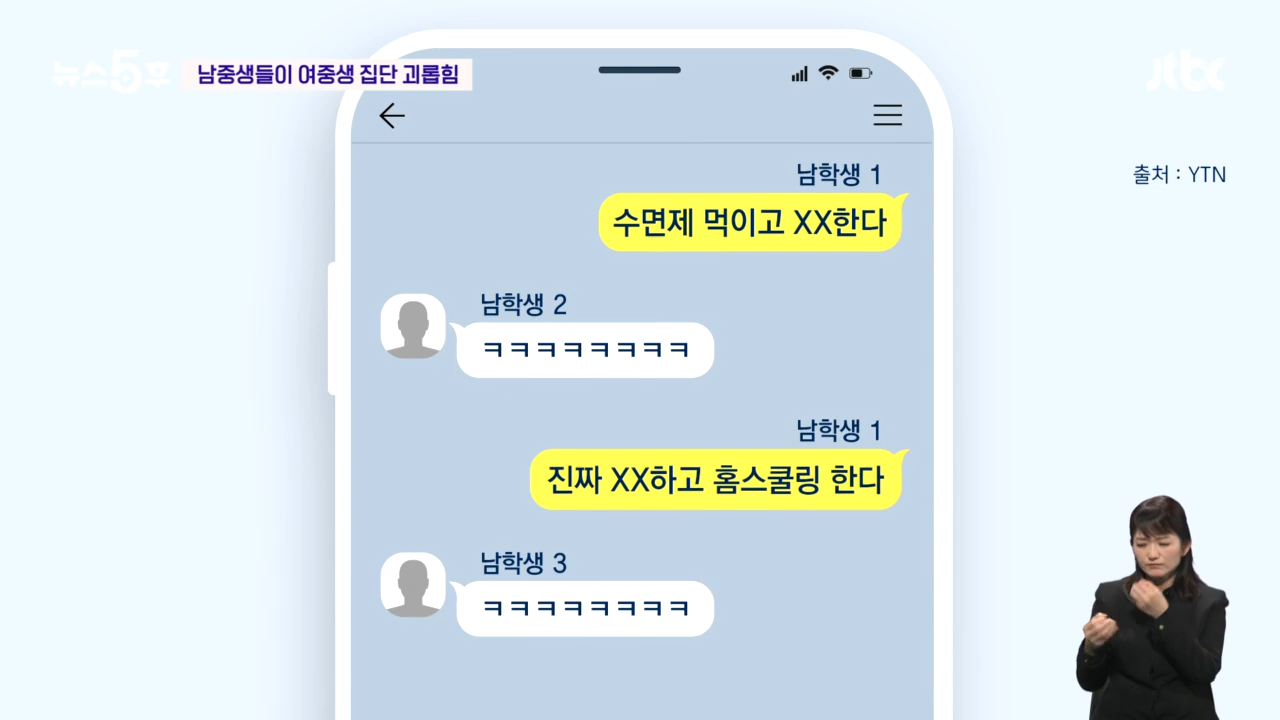 뉴스5후
남중생들이 여중생 집단 괴롭힘
jtbc
출처 : YTN
남학생 1
수면제 먹이고 XX한다
남학생 2
ㅋㅋㅋㅋㅋㅋㅋㅋ
남학생 1
진짜 XX하고 홈스쿨링 한다
남학생 3
ㅋㅋㅋㅋㅋㅋㅋㅋ